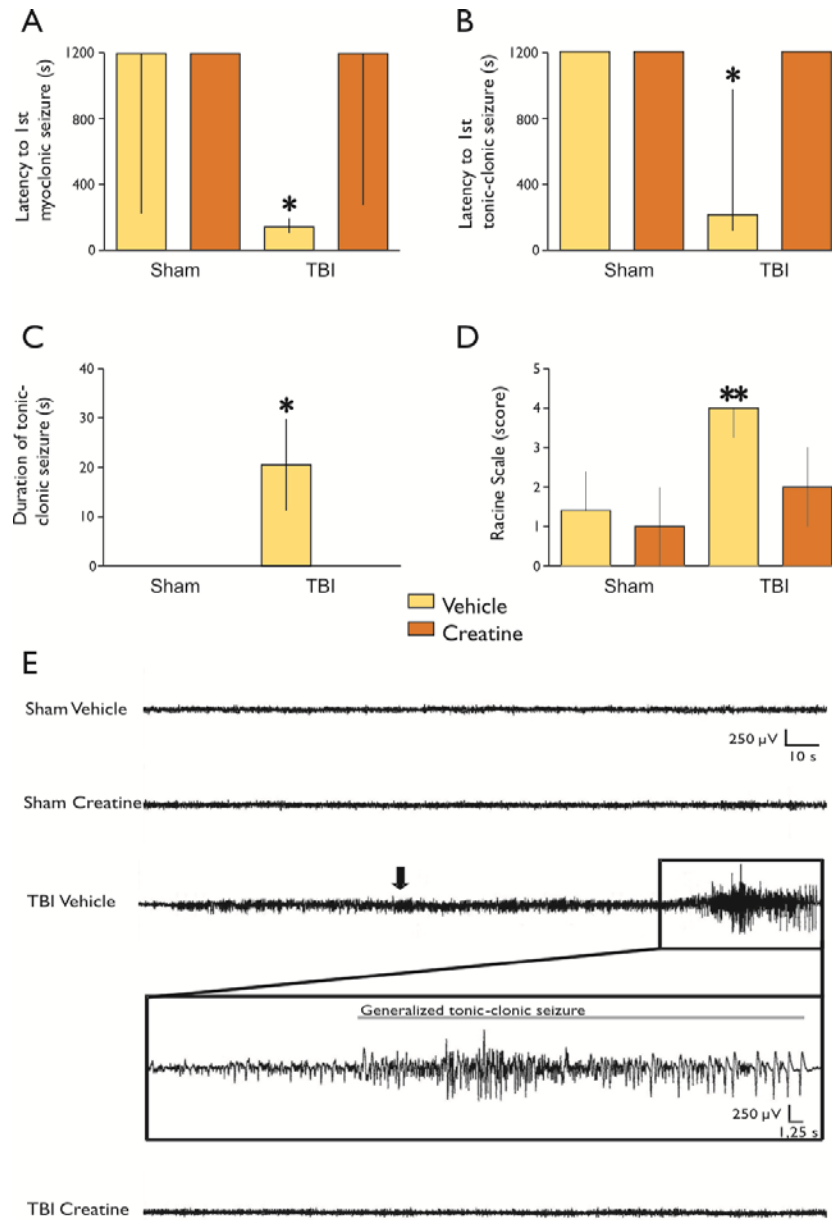 A
Latency to 1st
myoclonic seizure (s)
1200
800
400
0
*
Sham
TBI
B
Latency to 1st
tonic-clonic seizure (s)
1200
800
400
0
*
Sham
TBI
C
Duration of tonic-
clonic seizure (s)
40
30
20
10
0
*
Sham
TBI
D
Racine Scale (score)
5
4
3
2
1
0
**
Sham
TBI
Vehicle
Creatine
E
Sham Vehicle
250 µV
10 s
Sham Creatine
TBI Vehicle
Generalized tonic-clonic seizure
250 µV
1,25 s
TBI Creatine